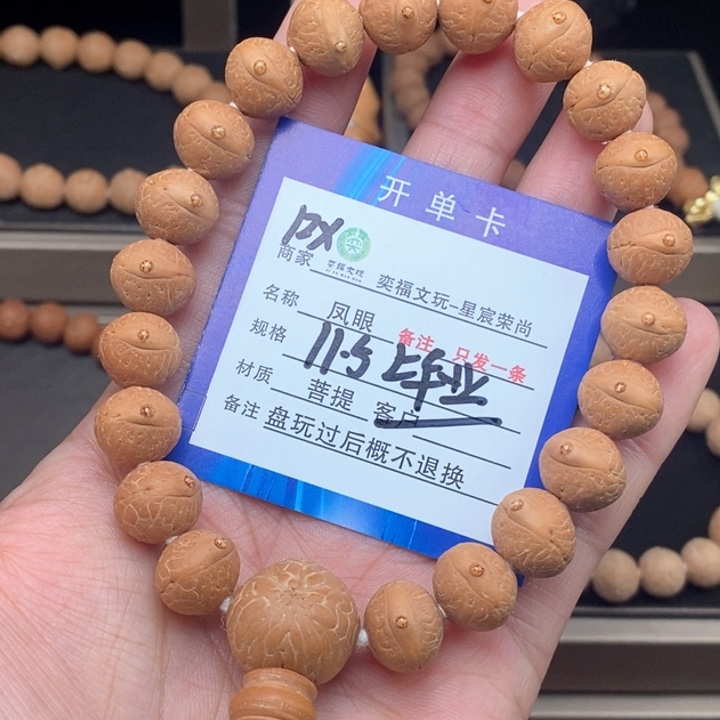 开单卡
13X
商家 奕福文玩 奕福文玩-星宸荣尚
名称 凤眼
备注 只发一条
规格 11.5 毕业
材质 菩提 客户
备注 盘玩过后概不退换